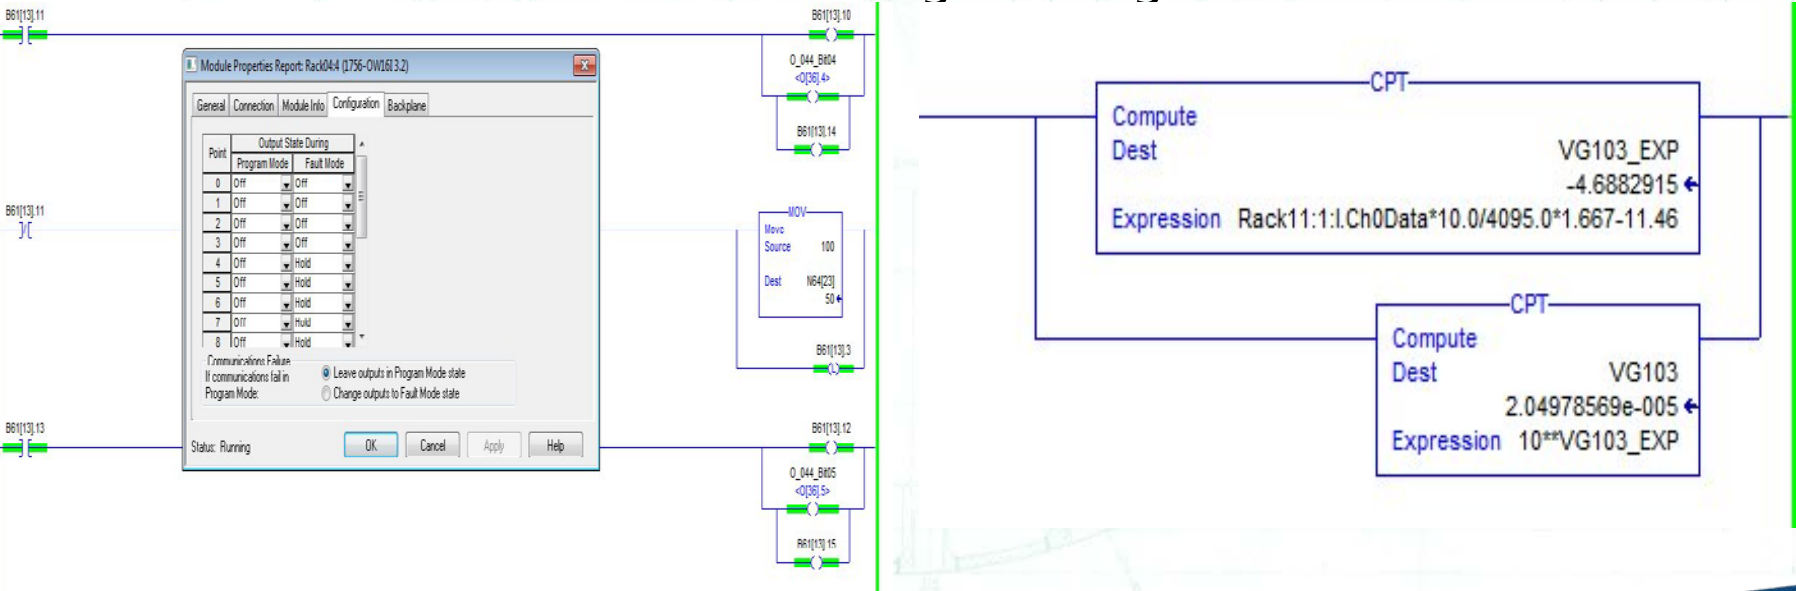 B61[13].11
B61[13].10
O_044_Bit04
<O[36].4>
B61[13].14
Module Properties Report: Rack04:4 (1756-OW16I 3.2)
General Connection Module Info Configuration Backplane
Point Output State During
Program Mode Fault Mode
0 Off Off
1 Off Off
2 Off Off
3 Off Off
4 Off Hold
5 Off Hold
6 Off Hold
7 Off Hold
8 Off Hold
Communications Failure
If communications fail in
Program Mode:
Leave outputs in Program Mode state
Change outputs to Fault Mode state
Status: Running
OK Cancel Apply Help
B61[13].11
MOV
Move
Source 100
Dest N64[23]
50
B61[13].3
L
B61[13].13
B61[13].12
O_044_Bit05
<O[36].5>
B61[13].15
CPT
Compute
Dest VG103_EXP
-4.6882915
Expression Rack11:1:I.Ch0Data*10.0/4095.0*1.667-11.46
CPT
Compute
Dest VG103
2.04978569e-005
Expression 10**VG103_EXP